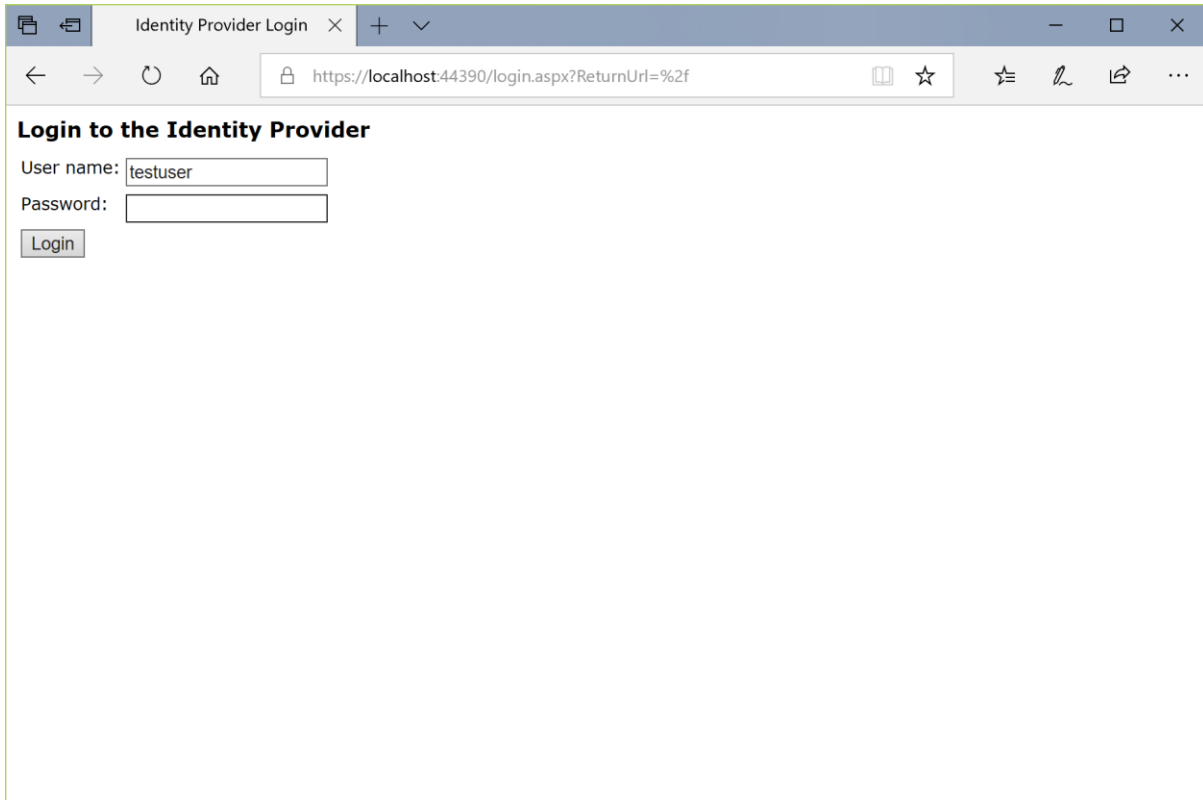 Identity Provider Login
https://localhost:44390/login.aspx?ReturnUrl=%2f
Login to the Identity Provider
User name: testuser
Password:
Login